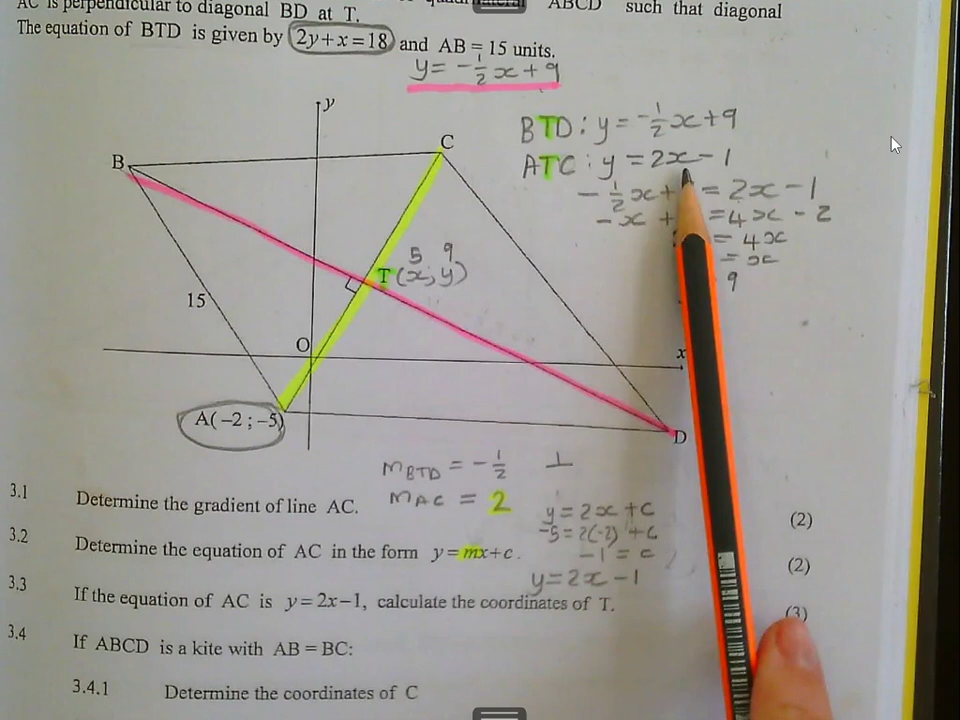 AC is perpendicular to diagonal BD at T. ABCD such that diagonal
The equation of BTD is given by 2y+x=18 and AB = 15 units.
y = -1/2 x + 9
y
BTD : y = -1/2 x + 9
B
C
ATC : y = 2x - 1
-1/2 x + = 2x - 1
-x + = 4x - 2
= 4x
= x
9
5 9
T (x; y)
15
O
x
A(-2 ; -5)
D
mBTD = -1/2 ⊥
mAC = 2
3.1 Determine the gradient of line AC. (2)
y = 2x + c
-5 = 2(-2) + c
-1 = c
y = 2x - 1
3.2 Determine the equation of AC in the form y = mx + c. (2)
3.3 If the equation of AC is y = 2x-1, calculate the coordinates of T. (3)
3.4 If ABCD is a kite with AB = BC:
3.4.1 Determine the coordinates of C